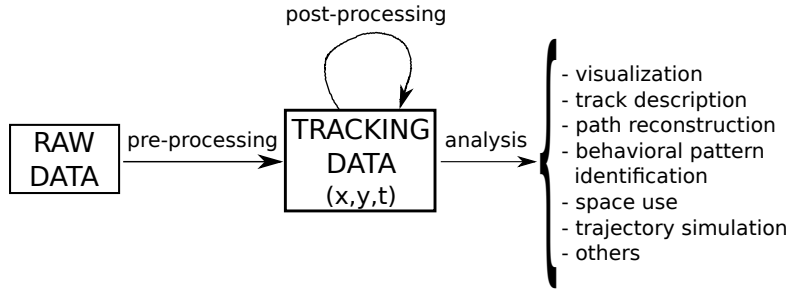 post-processing
RAW
DATA
pre-processing
TRACKING
DATA
(x,y,t)
analysis
- visualization
- track description
- path reconstruction
- behavioral pattern
identification
- space use
- trajectory simulation
- others